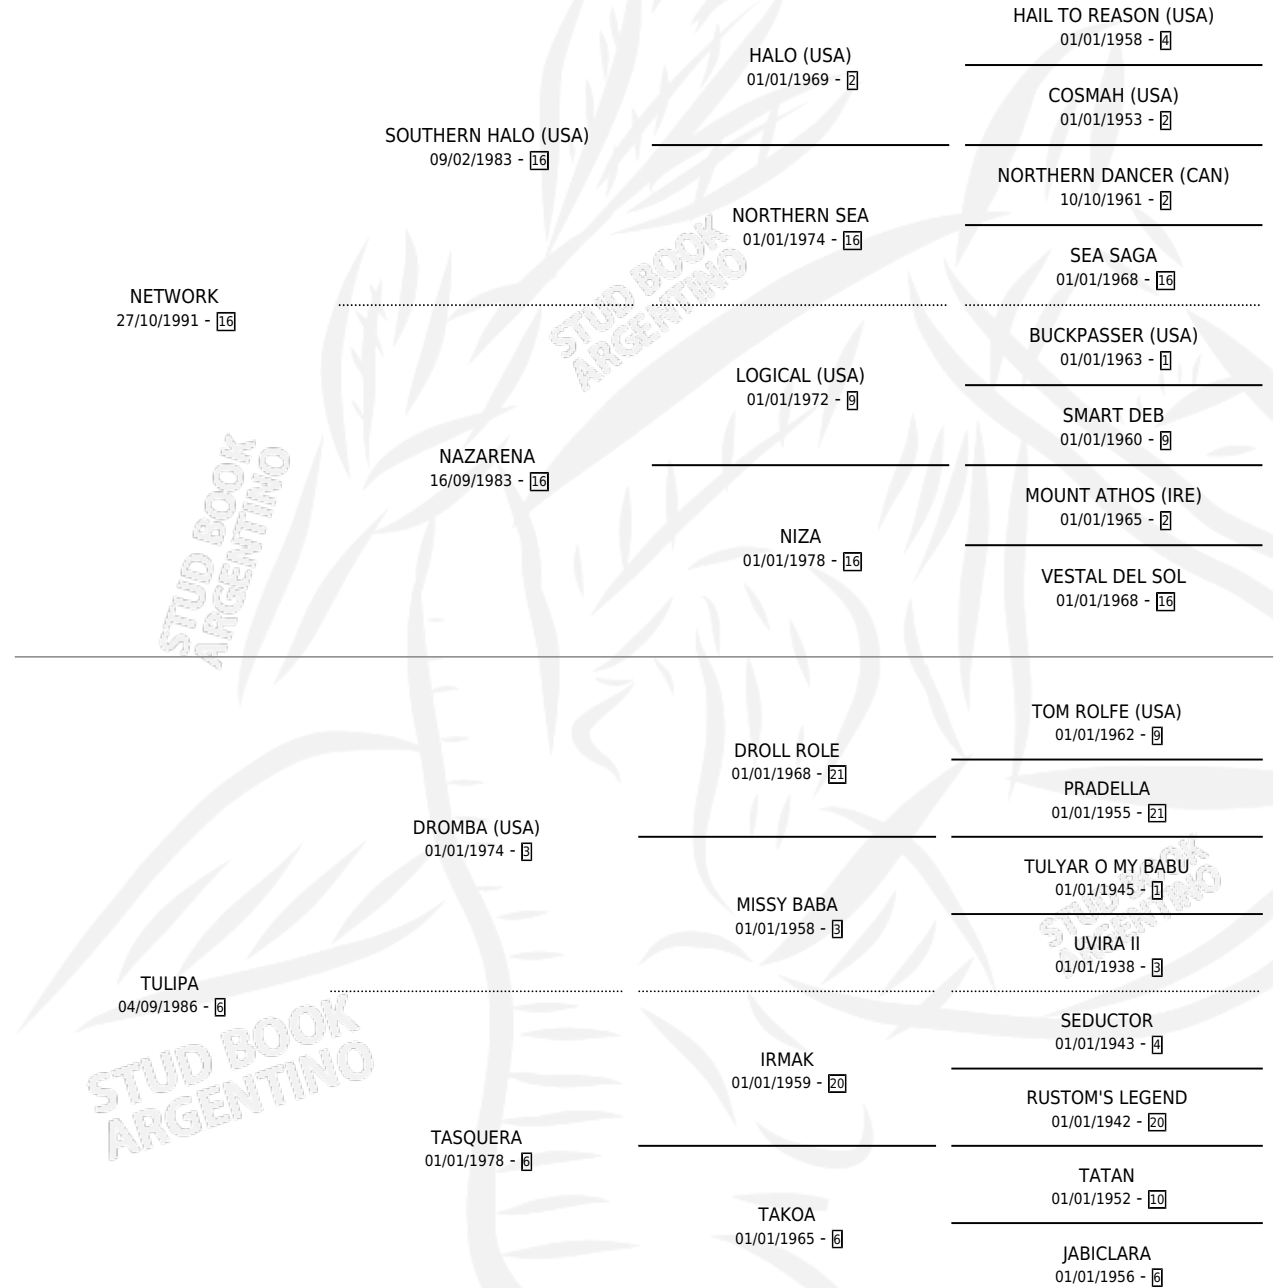 HAIL TO REASON (USA)
01/01/1958 - 4
HALO (USA)
01/01/1969 - 2
COSMAH (USA)
01/01/1953 - 2
SOUTHERN HALO (USA)
09/02/1983 - 16
NORTHERN DANCER (CAN)
10/10/1961 - 2
NORTHERN SEA
01/01/1974 - 16
SEA SAGA
01/01/1968 - 16
STUD BOOK
ARGENTINO
NETWORK
27/10/1991 - 16
BUCKPASSER (USA)
01/01/1963 - 1
LOGICAL (USA)
01/01/1972 - 9
SMART DEB
01/01/1960 - 9
NAZARENA
16/09/1983 - 16
MOUNT ATHOS (IRE)
01/01/1965 - 2
NIZA
01/01/1978 - 16
VESTAL DEL SOL
01/01/1968 - 16
STUD BOOK
ARGENTINO
TOM ROLFE (USA)
01/01/1962 - 9
DROLL ROLE
01/01/1968 - 21
PRADELLA
01/01/1955 - 21
DROMBA (USA)
01/01/1974 - 3
TULYAR O MY BABU
01/01/1945 - 1
MISSY BABA
01/01/1958 - 3
UVIRA II
01/01/1938 - 3
STUD BOOK
ARGENTINO
TULIPA
04/09/1986 - 6
SEDUCTOR
01/01/1943 - 4
IRMAK
01/01/1959 - 20
RUSTOM'S LEGEND
01/01/1942 - 20
STUD BOOK
ARGENTINO
TASQUERA
01/01/1978 - 6
TATAN
01/01/1952 - 10
TAKOA
01/01/1965 - 6
JABICLARA
01/01/1956 - 6